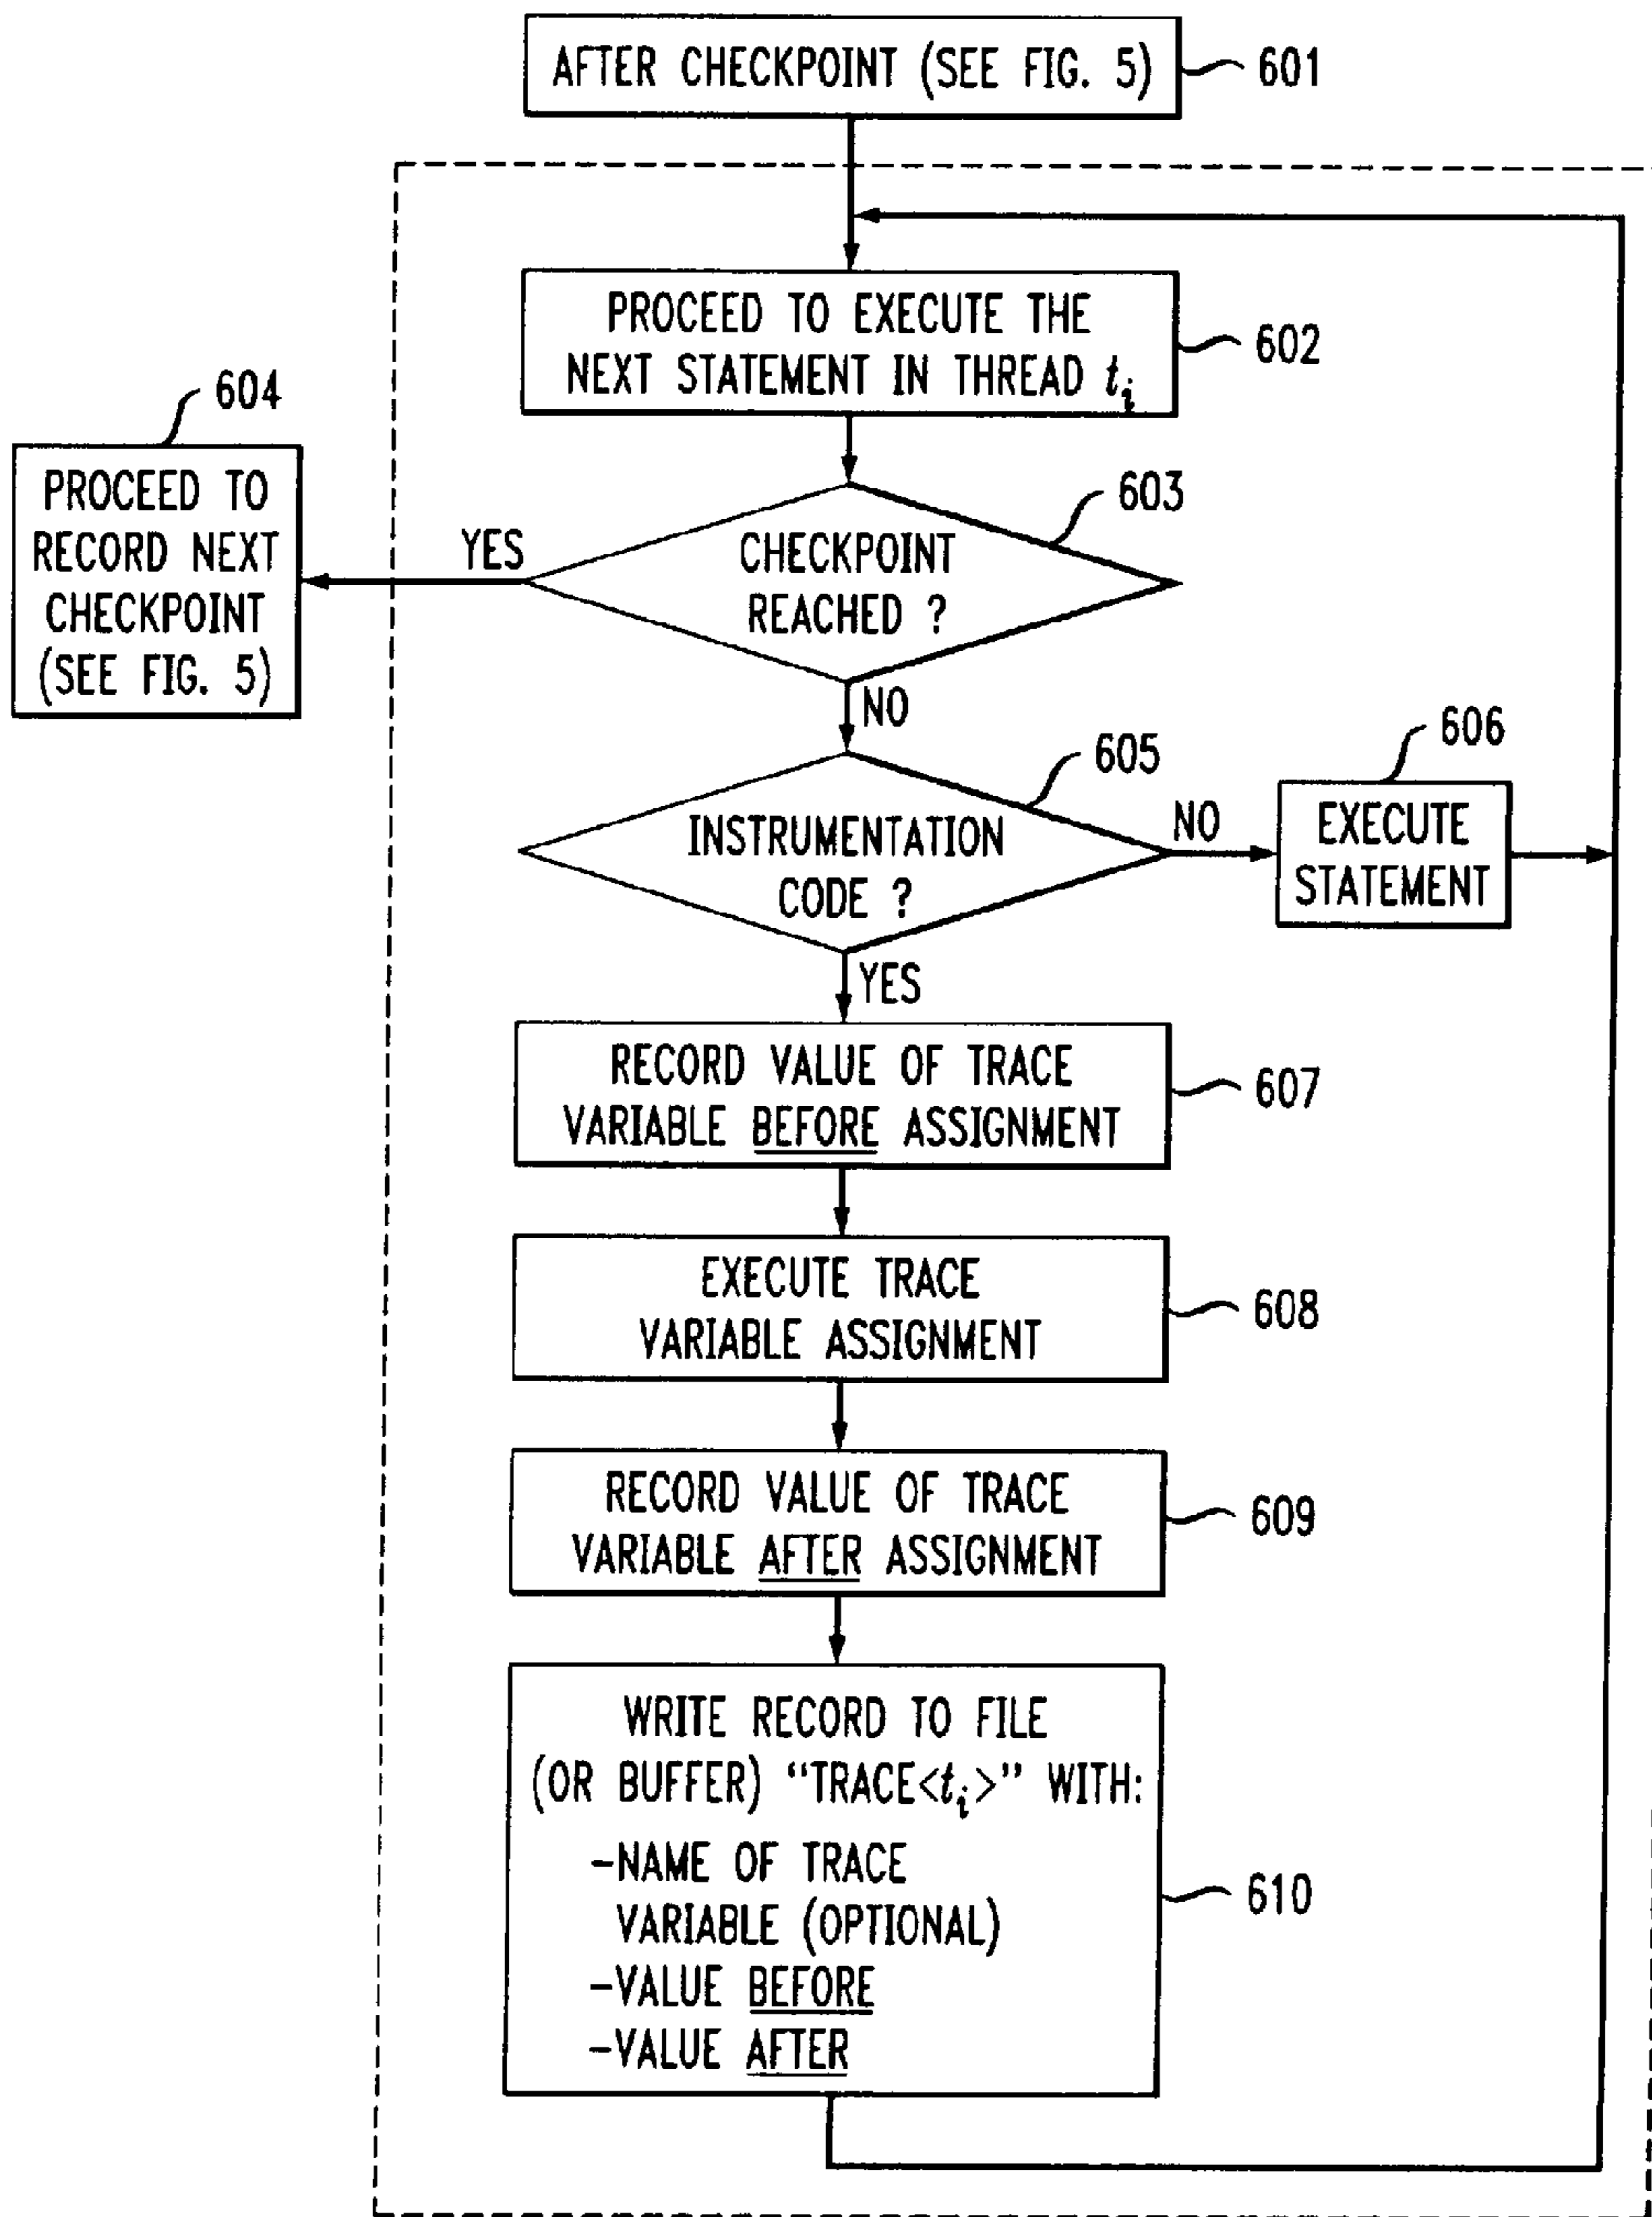 AFTER CHECKPOINT (SEE FIG. 5)
601
PROCEED TO EXECUTE THE
NEXT STATEMENT IN THREAD ti
602
604
PROCEED TO
RECORD NEXT
CHECKPOINT
(SEE FIG. 5)
YES
CHECKPOINT
REACHED ?
603
NO
INSTRUMENTATION
CODE ?
605
NO
606
EXECUTE
STATEMENT
YES
RECORD VALUE OF TRACE
VARIABLE BEFORE ASSIGNMENT
607
EXECUTE TRACE
VARIABLE ASSIGNMENT
608
RECORD VALUE OF TRACE
VARIABLE AFTER ASSIGNMENT
609
WRITE RECORD TO FILE
(OR BUFFER) “TRACE<ti>” WITH:
-NAME OF TRACE
VARIABLE (OPTIONAL)
-VALUE BEFORE
-VALUE AFTER
610